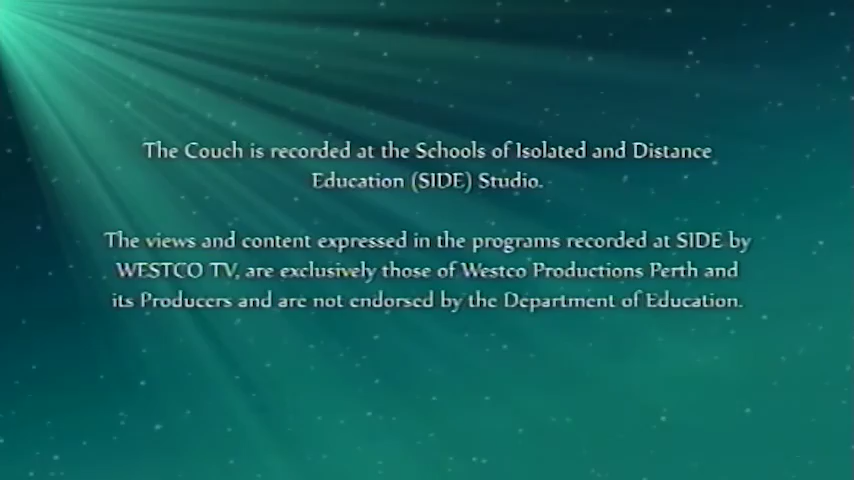 The Couch is recorded at the Schools of Isolated and Distance
Education (SIDE) Studio.
The views and content expressed in the programs recorded at SIDE by
WESTCO TV, are exclusively those of Westco Productions Perth and
its Producers and are not endorsed by the Department of Education.